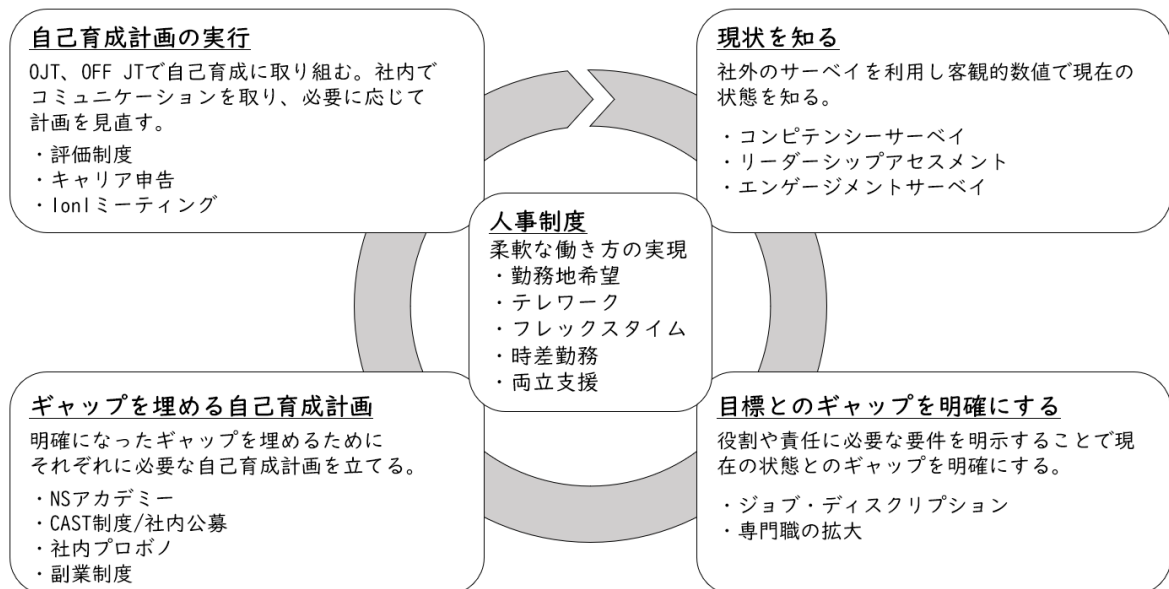 自己育成計画の実行
OJT、OFF JTで自己育成に取り組む。社内で
コミュニケーションを取り、必要に応じて
計画を見直す。
・評価制度
・キャリア申告
・1on1ミーティング
現状を知る
社外のサーベイを利用し客観的数値で現在の
状態を知る。
・コンピテンシーサーベイ
・リーダーシップアセスメント
・エンゲージメントサーベイ
人事制度
柔軟な働き方の実現
・勤務地希望
・テレワーク
・フレックスタイム
・時差勤務
・両立支援
ギャップを埋める自己育成計画
明確になったギャップを埋めるために
それぞれに必要な自己育成計画を立てる。
・NSアカデミー
・CAST制度/社内公募
・社内プロボノ
・副業制度
目標とのギャップを明確にする
役割や責任に必要な要件を明示することで現
在の状態とのギャップを明確にする。
・ジョブ・ディスクリプション
・専門職の拡大